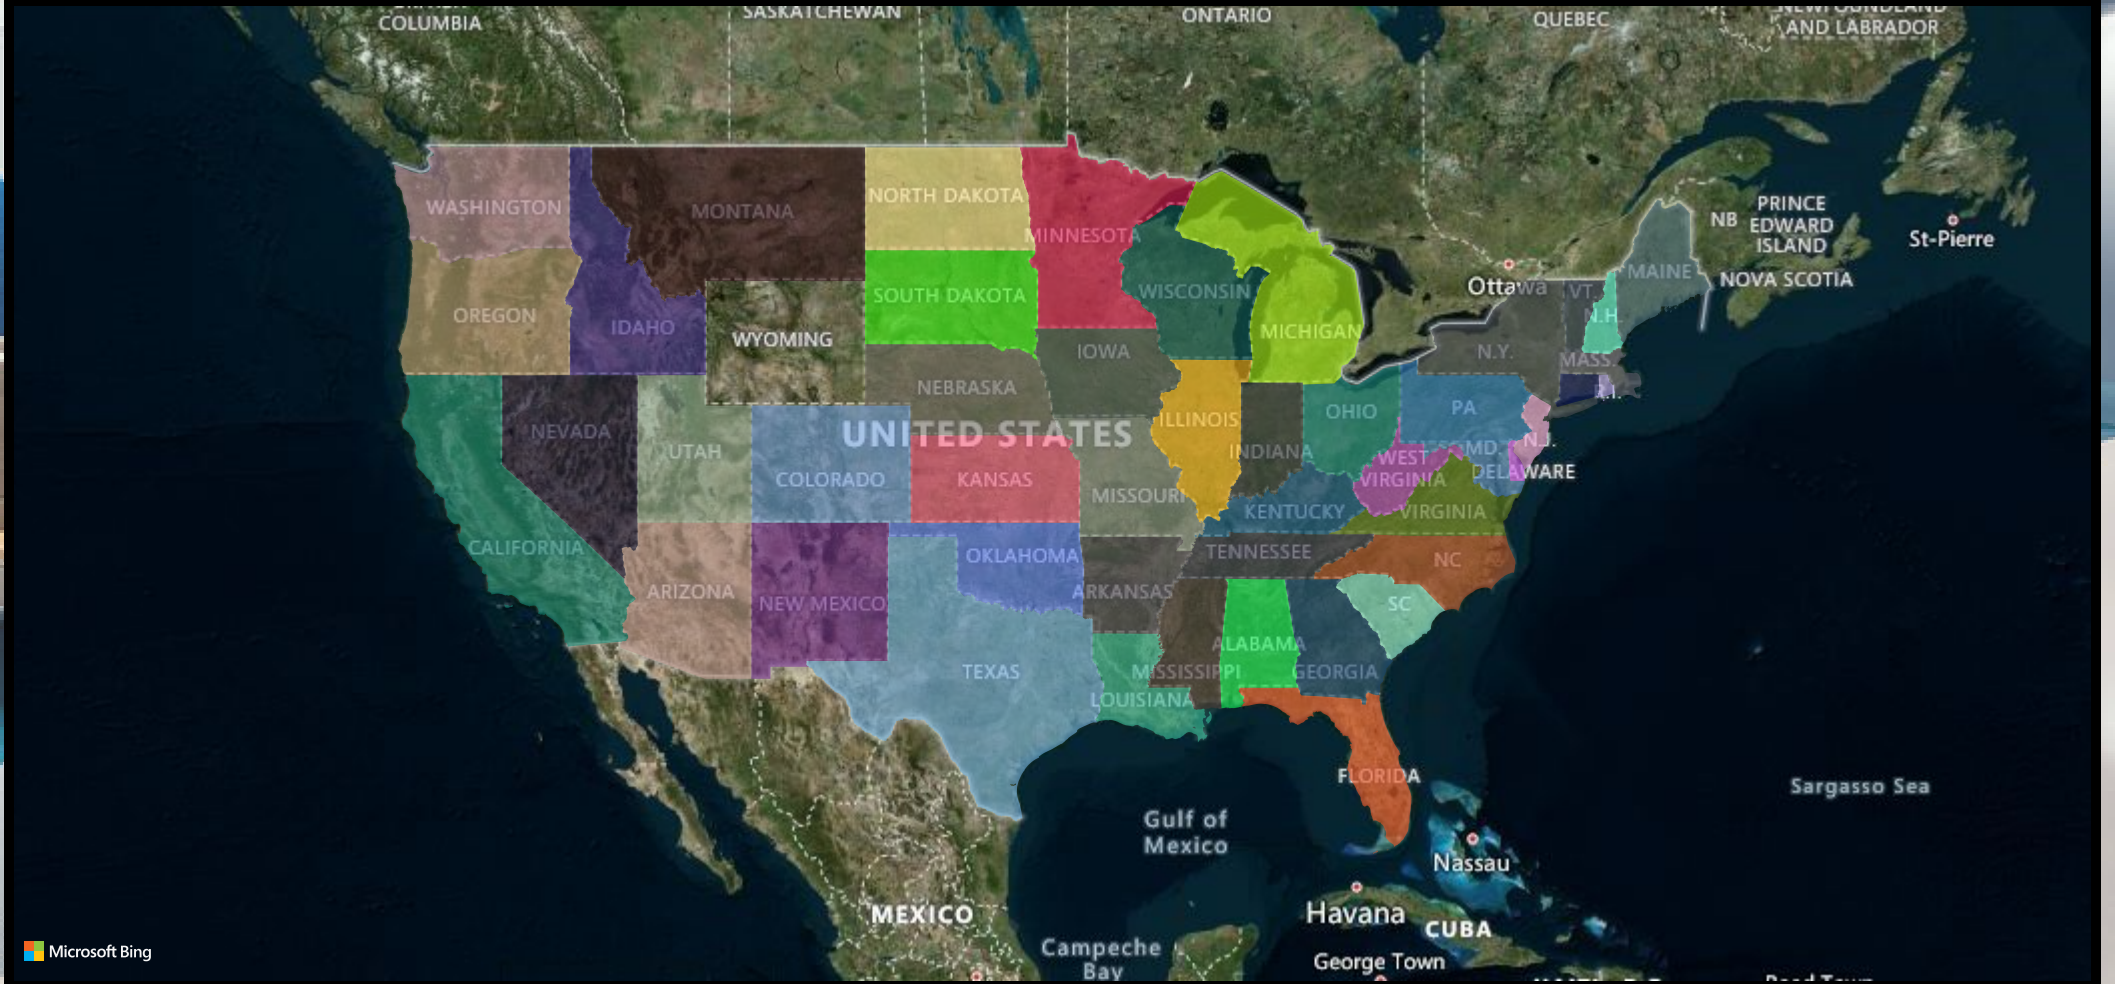 COLUMBIA
SASKATCHEWAN
ONTARIO
QUEBEC
NEWFOUNDLAND
AND LABRADOR
WASHINGTON
MONTANA
NORTH DAKOTA
MINNESOTA
NB
PRINCE
EDWARD
ISLAND
St-Pierre
OREGON
IDAHO
WYOMING
SOUTH DAKOTA
WISCONSIN
MICHIGAN
Ottawa
VT.
N.H.
MAINE
NOVA SCOTIA
NEBRASKA
IOWA
N.Y.
MASS.
R.I.
NEVADA
UTAH
COLORADO
UNITED STATES
KANSAS
MISSOURI
ILLINOIS
INDIANA
OHIO
PA
N.J.
MD.
DELAWARE
WEST
VIRGINIA
VIRGINIA
KENTUCKY
CALIFORNIA
ARIZONA
NEW MEXICO
OKLAHOMA
ARKANSAS
TENNESSEE
NC
SC
TEXAS
LOUISIANA
MISSISSIPPI
ALABAMA
GEORGIA
FLORIDA
Gulf of
Mexico
Sargasso Sea
Nassau
MEXICO
Havana
CUBA
Campeche
Bay
George Town
Microsoft Bing